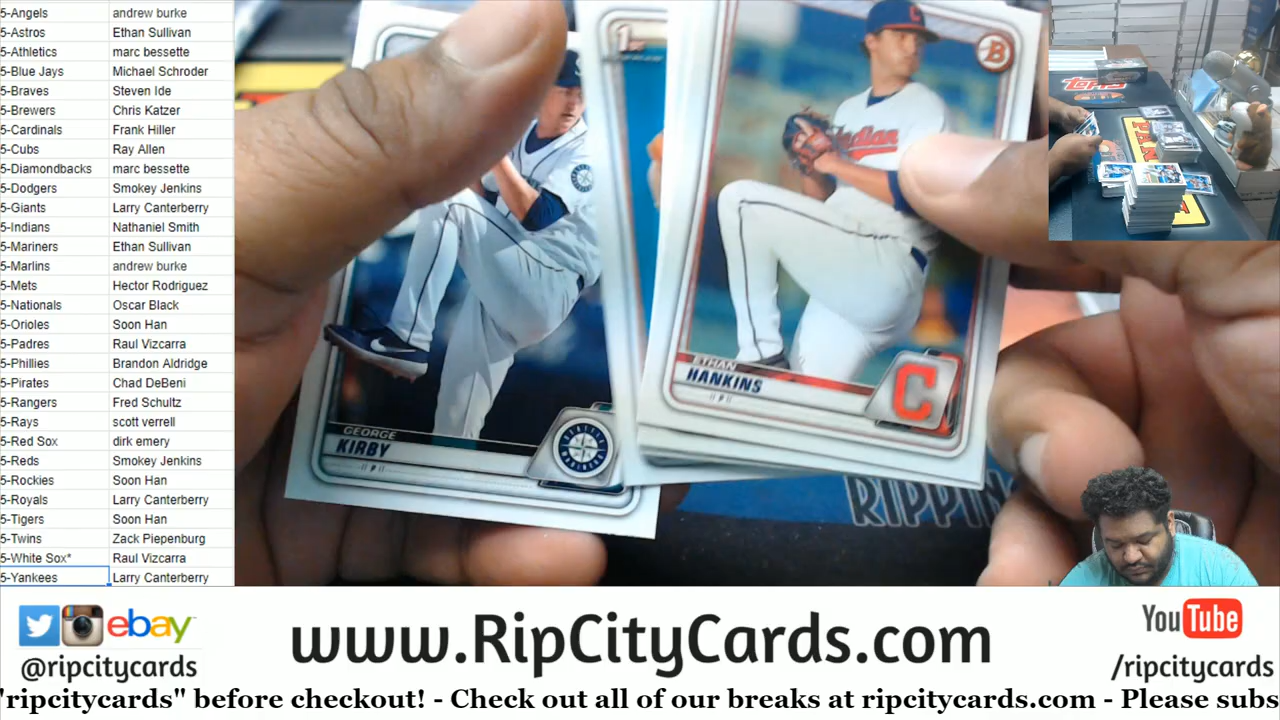 5-Angels andrew burke
5-Astros Ethan Sullivan
5-Athletics marc bessette
5-Blue Jays Michael Schroder
5-Braves Steven Ide
5-Brewers Chris Katzer
5-Cardinals Frank Hiller
5-Cubs Ray Allen
5-Diamondbacks marc bessette
5-Dodgers Smokey Jenkins
5-Giants Larry Canterberry
5-Indians Nathaniel Smith
5-Mariners Ethan Sullivan
5-Marlins andrew burke
5-Mets Hector Rodriguez
5-Nationals Oscar Black
5-Orioles Soon Han
5-Padres Raul Vizcarra
5-Phillies Brandon Aldridge
5-Pirates Chad DeBeni
5-Rangers Fred Schultz
5-Rays scott verrell
5-Red Sox dirk emery
5-Reds Smokey Jenkins
5-Rockies Soon Han
5-Royals Larry Canterberry
5-Tigers Soon Han
5-Twins Zack Piepenburg
5-White Sox* Raul Vizcarra
5-Yankees Larry Canterberry
1st
B
C
Indian
ETHAN
HANKINS
P
C
GEORGE
KIRBY
P
RIPPIN
Topps
PAN
ebay
@ripcitycards
www.RipCityCards.com
YouTube
/ripcitycards
"ripcitycards" before checkout! - Check out all of our breaks at ripcitycards.com - Please subs